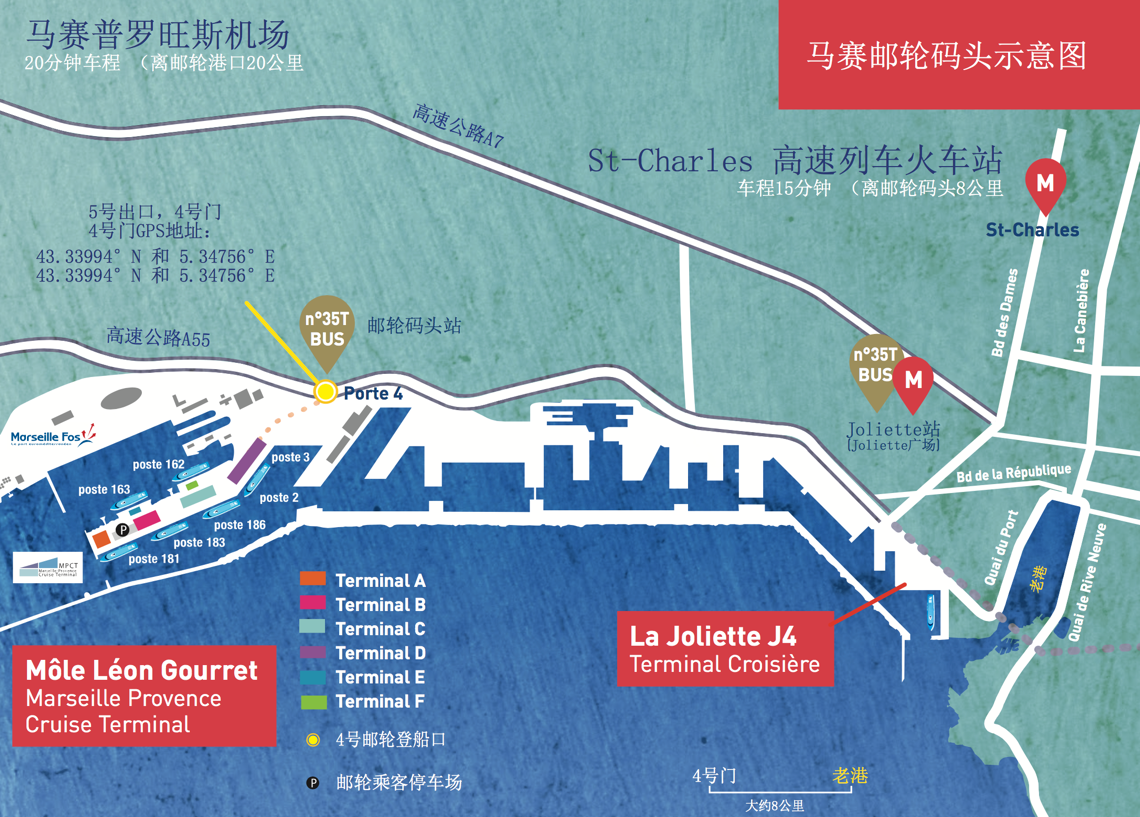 马赛普罗旺斯机场
20分钟车程 （离邮轮港口20公里
马赛邮轮码头示意图
高速公路A7
St-Charles 高速列车火车站
车程15分钟 （离邮轮码头8公里
M
St-Charles
5号出口，4号门
4号门GPS地址：
43.33994° N 和 5.34756° E
43.33994° N 和 5.34756° E
Bd des Dames
La Canebière
n°35T
BUS
邮轮码头站
高速公路A55
n°35T
BUS
M
Porte 4
Joliette站
(Joliette广场)
Marseille Fos
Le port euroméditerranéen
poste 3
poste 162
poste 2
poste 163
poste 186
P
poste 183
poste 181
Bd de la République
Quai du Port
老港
Quai de Rive Neuve
MPCT
Marseille Provence
Cruise Terminal
Terminal A
Terminal B
Terminal C
Terminal D
Terminal E
Terminal F
4号邮轮登船口
P
邮轮乘客停车场
La Joliette J4
Terminal Croisière
Môle Léon Gourret
Marseille Provence
Cruise Terminal
4号门
老港
大约8公里